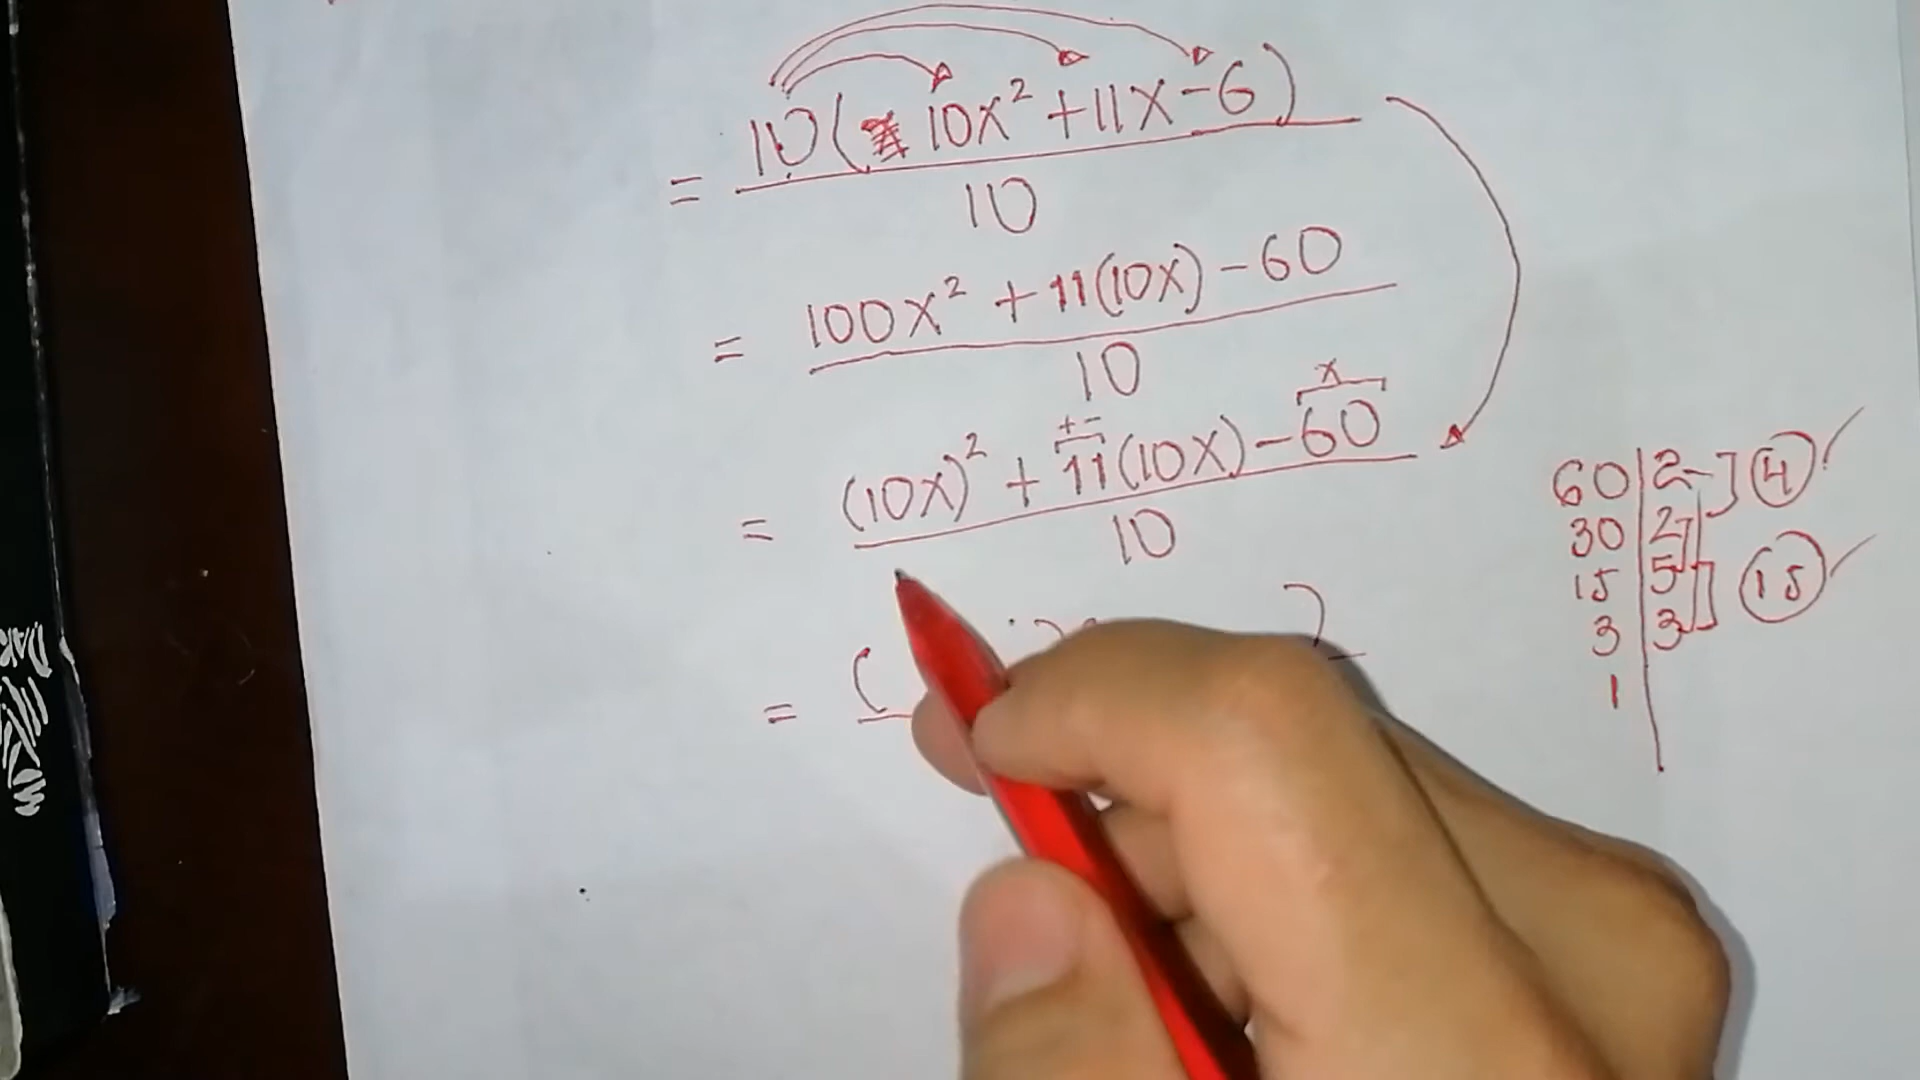 = 10(10x² + 11x - 6)
10
= 100x² + 11(10x) - 60
10
x
+ -
= (10x)² + 11(10x) - 60
10
= ( )
60 | 2 4 ✓
30 | 2
15 | 5 15 ✓
3 | 3
1